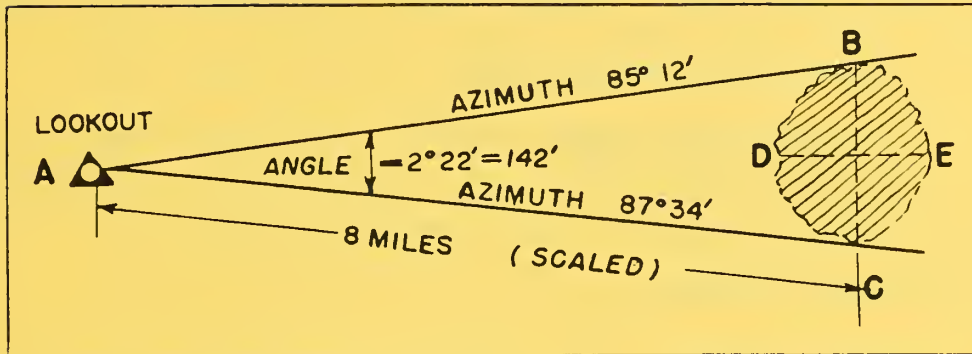 B
AZIMUTH 85° 12'
LOOKOUT
A
ANGLE 2° 22' = 142'
D
E
AZIMUTH 87° 34'
8 MILES (SCALED)
C